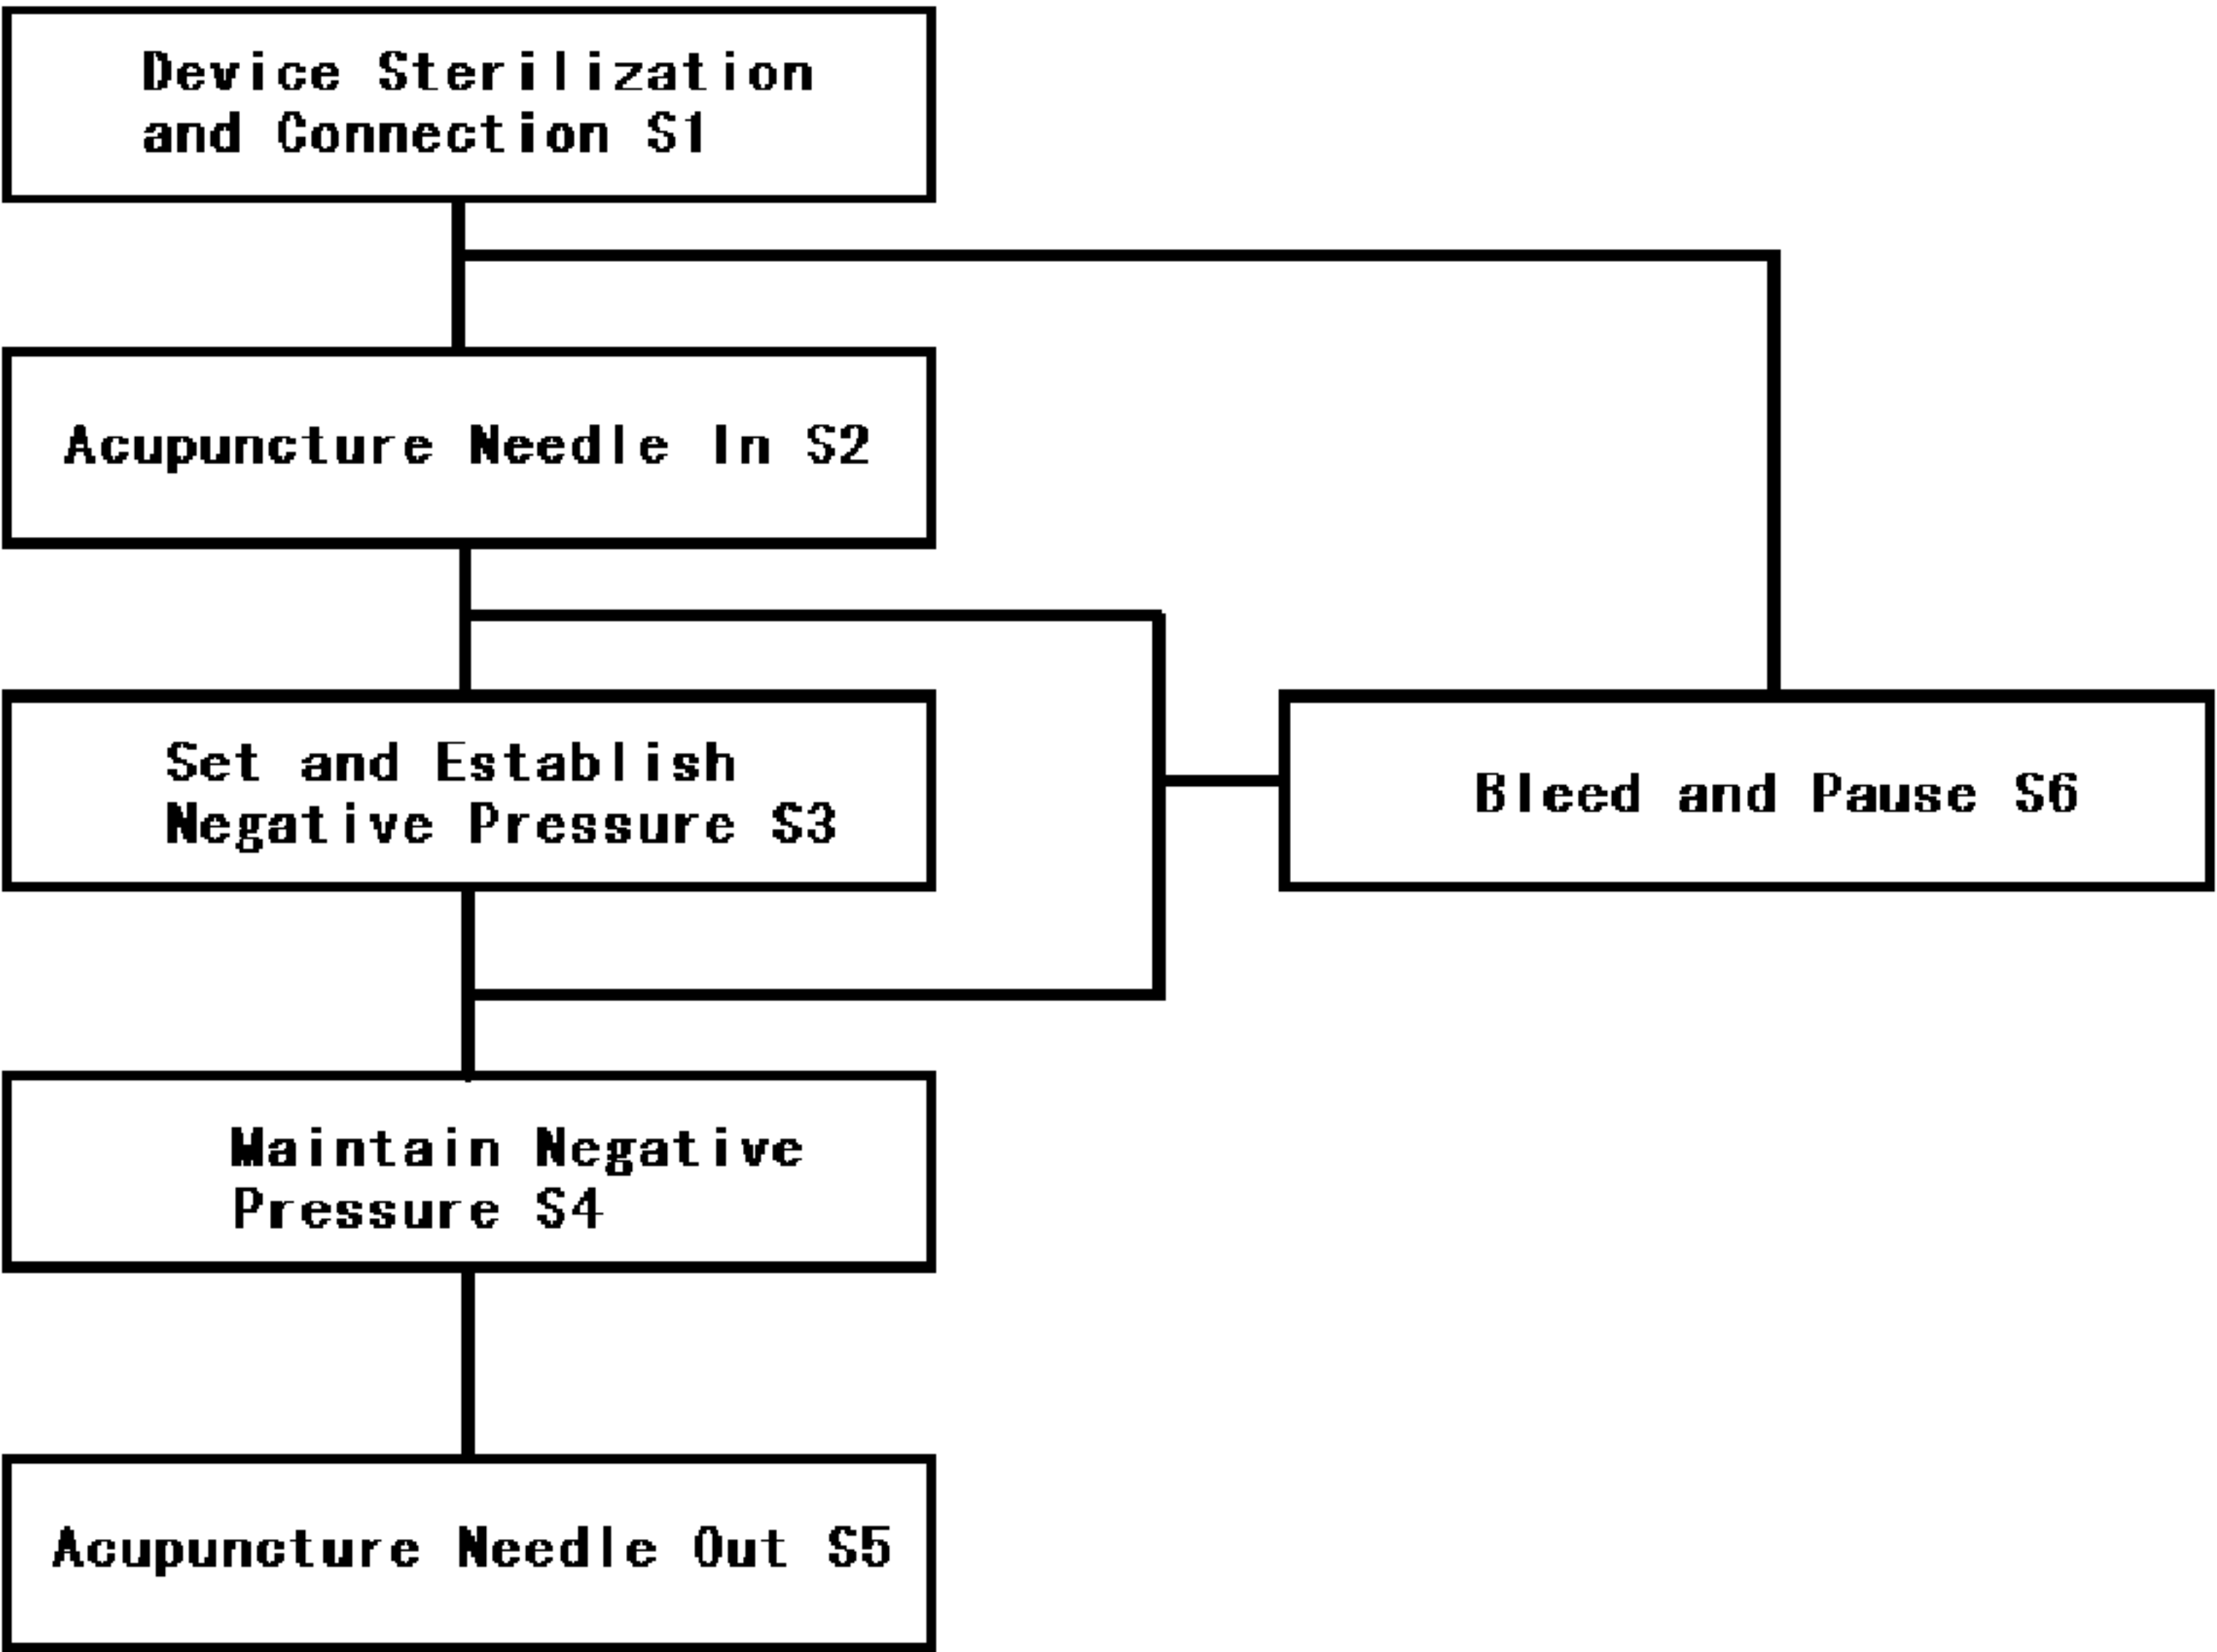 Device Sterilization
and Connection S1
Acupuncture Needle In S2
Set and Establish
Negative Pressure S3
Bleed and Pause S6
Maintain Negative
Pressure S4
Acupuncture Needle Out S5